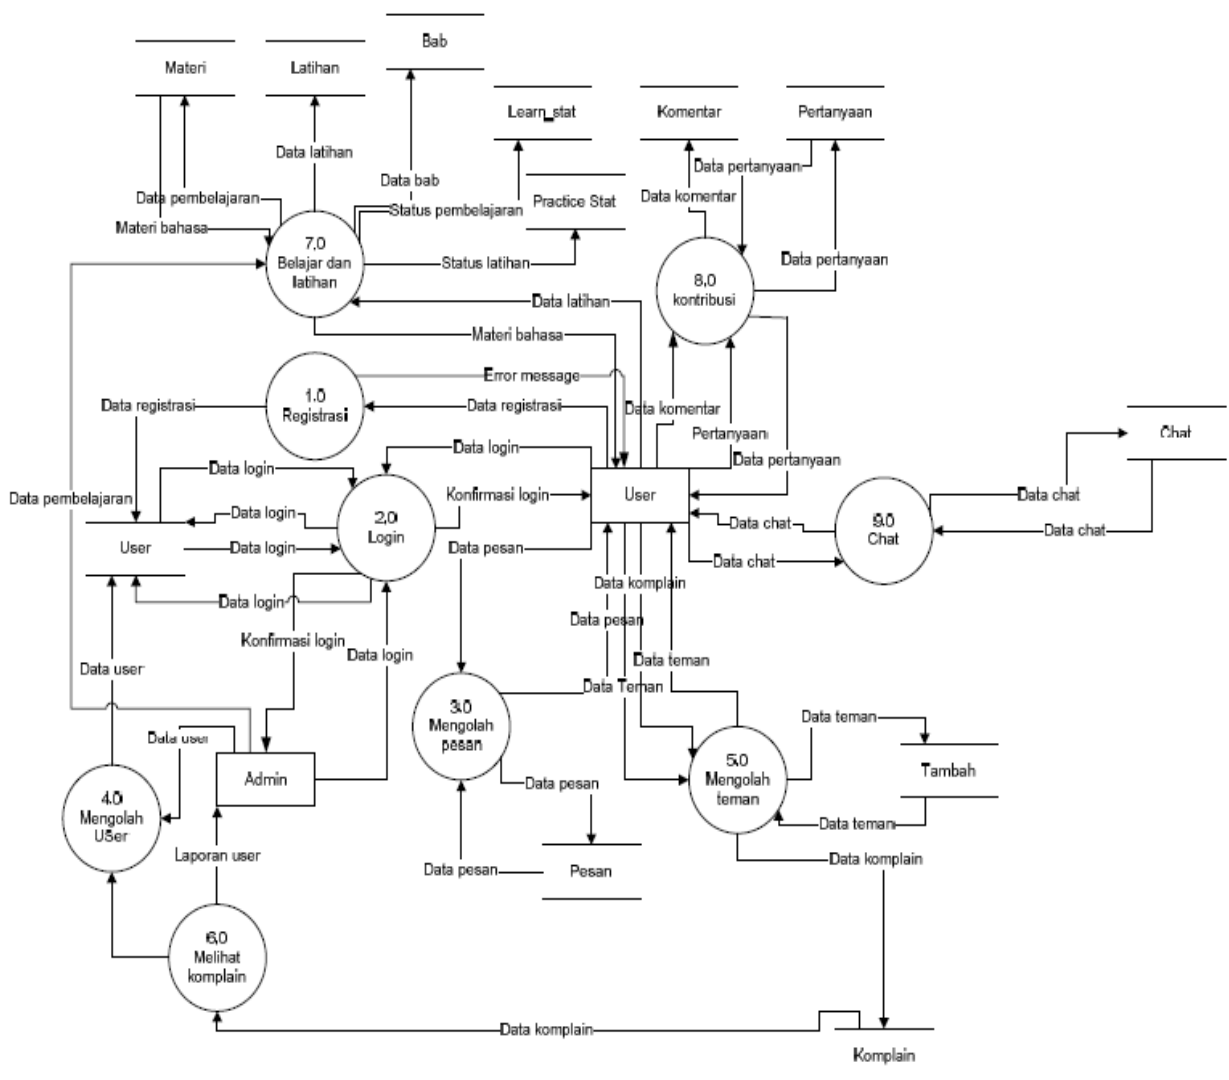 Bab
Materi
Latihan
Learn_stat
Komentar
Pertanyaan
Data latihan
Data pertanyaan
Data bab
Data pembelajaran
Data komentar
Practice Stat
Status pembelajaran
Materi bahasa
7.0
Belajar dan
latihan
Status latihan
Data pertanyaan
8.0
kontribusi
Data latihan
Materi bahasa
Error message
1.0
Registrasi
Data registrasi
Data registrasi
Data komentar
Pertanyaan
Data login
Data pertanyaan
Chat
Data login
Data pembelajaran
Konfirmasi login
User
Data chat
Data login
2.0
Login
Data chat
9.0
Chat
Data chat
User
Data login
Data pesan
Data chat
Data komplain
Data login
Data pesan
Konfirmasi login
Data login
Data user
Data teman
Data Teman
3.0
Mengolah
pesan
Data teman
Data user
5.0
Mengolah
teman
Tambah
Admin
Data pesan
4.0
Mengolah
USer
Data teman
Laporan user
Data komplain
Data pesan
Pesan
6.0
Melihat
komplain
Data komplain
Komplain